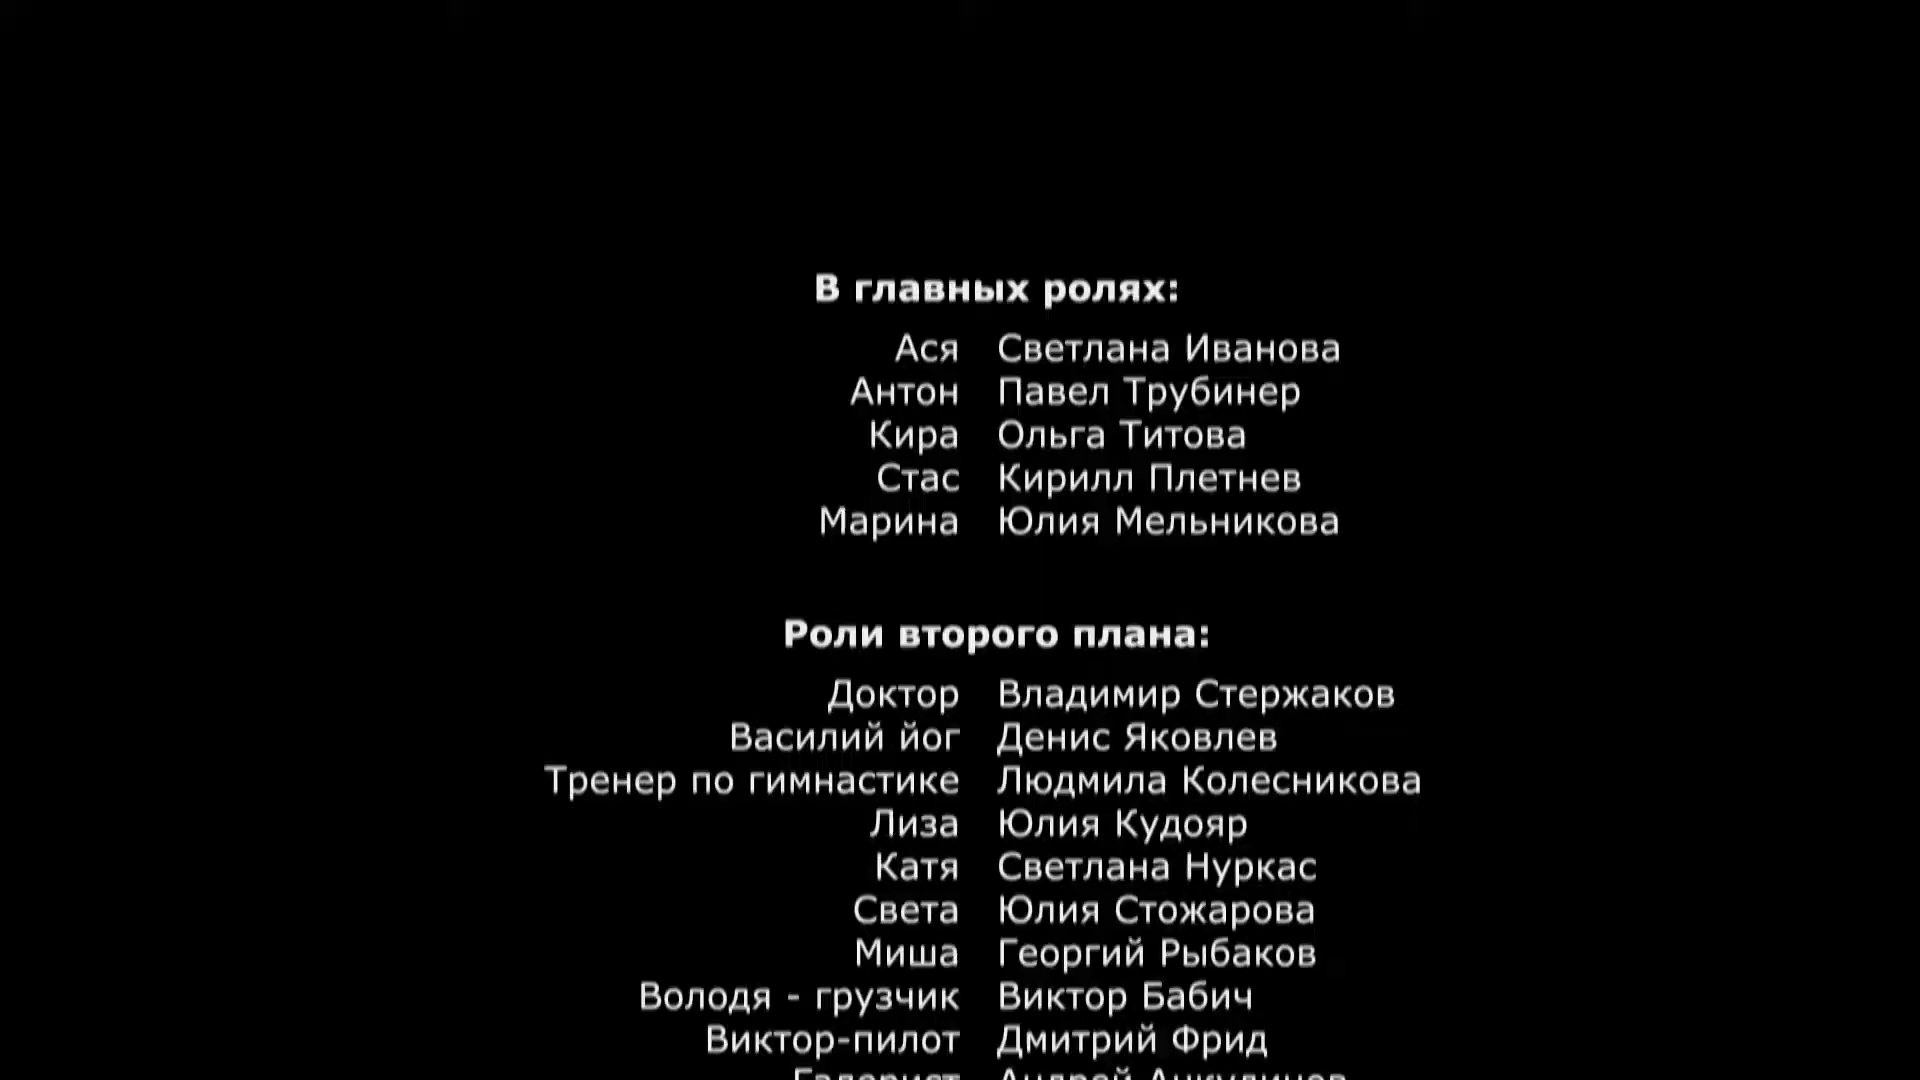 В главных ролях:
Ася Светлана Иванова
Антон Павел Трубинер
Кира Ольга Титова
Стас Кирилл Плетнев
Марина Юлия Мельникова
Роли второго плана:
Доктор Владимир Стержаков
Василий йог Денис Яковлев
Тренер по гимнастике Людмила Колесникова
Лиза Юлия Кудояр
Катя Светлана Нуркас
Света Юлия Стожарова
Миша Георгий Рыбаков
Володя - грузчик Виктор Бабич
Виктор-пилот Дмитрий Фрид